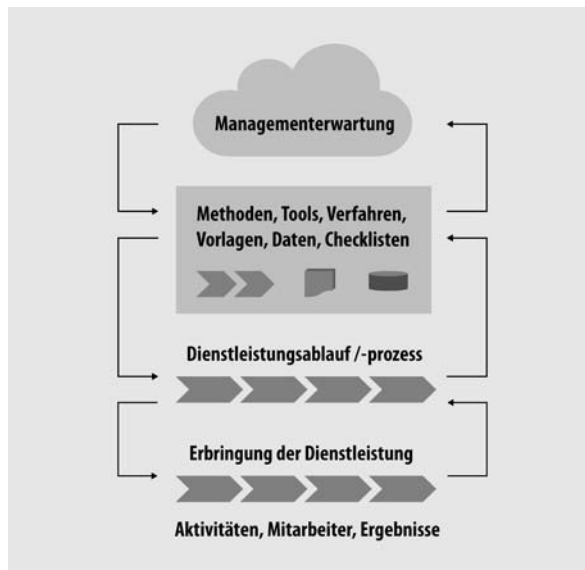 Managementerwartung
Methoden, Tools, Verfahren,
Vorlagen, Daten, Checklisten
Dienstleistungsablauf /-prozess
Erbringung der Dienstleistung
Aktivitäten, Mitarbeiter, Ergebnisse